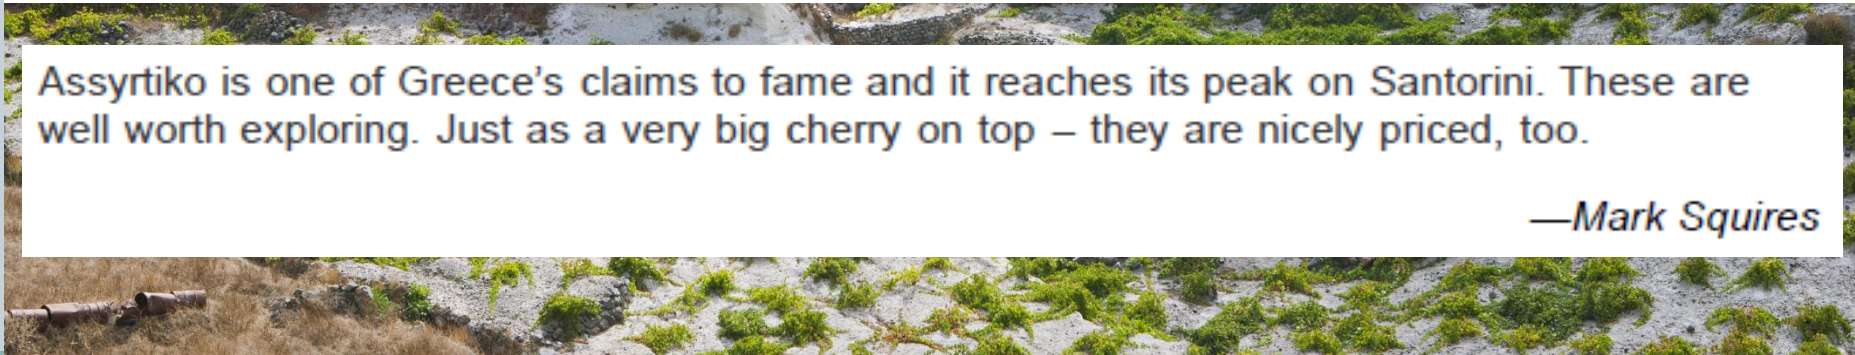 Assyrtiko is one of Greece’s claims to fame and it reaches its peak on Santorini. These are
well worth exploring. Just as a very big cherry on top – they are nicely priced, too.
—Mark Squires